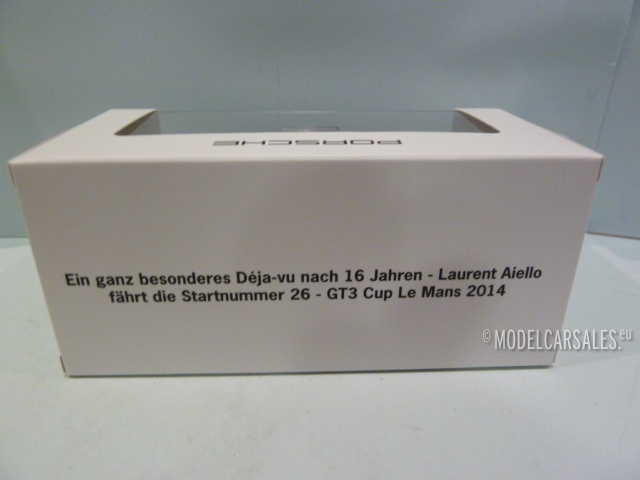 PORSCHE
Ein ganz besonderes Déja-vu nach 16 Jahren - Laurent Aiello
fährt die Startnummer 26 - GT3 Cup Le Mans 2014
© MODELCARSALES.eu